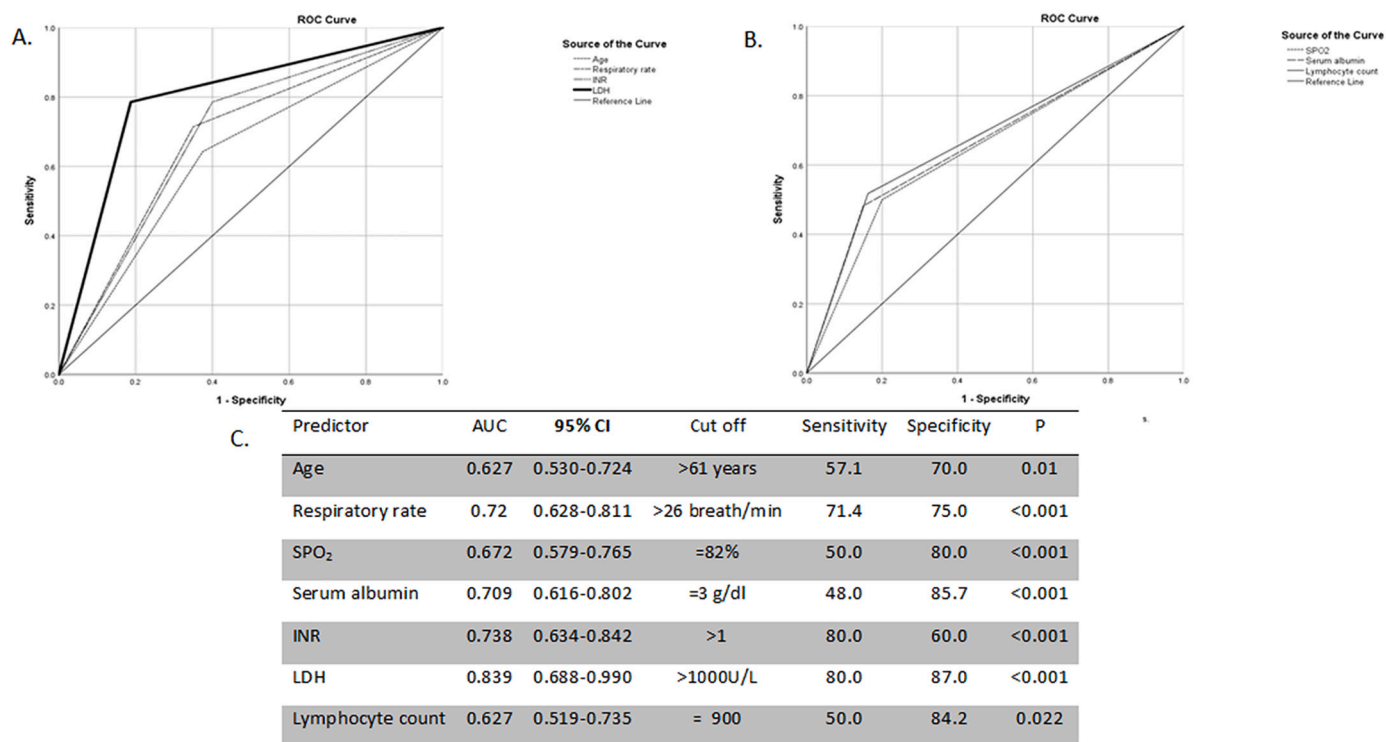 A.
ROC Curve
Sensitivity
1.0
0.8
0.6
0.4
0.2
0.0
0.0 0.2 0.4 0.6 0.8 1.0
1 - Specificity
Source of the Curve
Age
Respiratory rate
INR
LDH
Reference Line
B.
ROC Curve
Sensitivity
1.0
0.8
0.6
0.4
0.2
0.0
0.0 0.2 0.4 0.6 0.8 1.0
1 - Specificity
Source of the Curve
SPO2
Serum albumin
Lymphocyte count
Reference Line
C.
Predictor AUC 95% CI Cut off Sensitivity Specificity P
Age 0.627 0.530-0.724 >61 years 57.1 70.0 0.01
Respiratory rate 0.72 0.628-0.811 >26 breath/min 71.4 75.0 <0.001
SPO₂ 0.672 0.579-0.765 =82% 50.0 80.0 <0.001
Serum albumin 0.709 0.616-0.802 =3 g/dl 48.0 85.7 <0.001
INR 0.738 0.634-0.842 >1 80.0 60.0 <0.001
LDH 0.839 0.688-0.990 >1000U/L 80.0 87.0 <0.001
Lymphocyte count 0.627 0.519-0.735 = 900 50.0 84.2 0.022